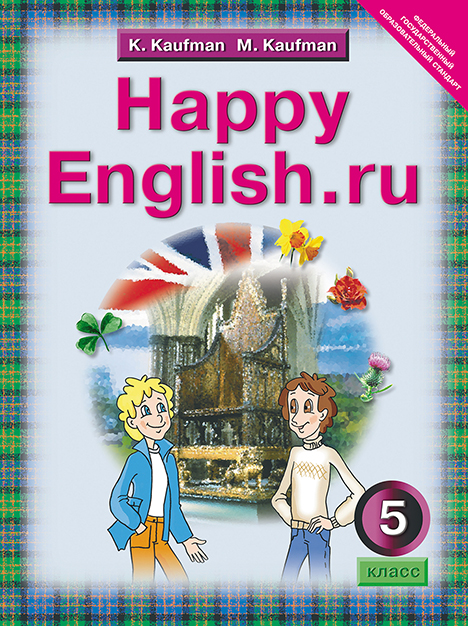 K. Kaufman M. Kaufman
ФЕДЕРАЛЬНЫЙ
ГОСУДАРСТВЕННЫЙ
ОБРАЗОВАТЕЛЬНЫЙ СТАНДАРТ
Happy
English.ru
5
класс